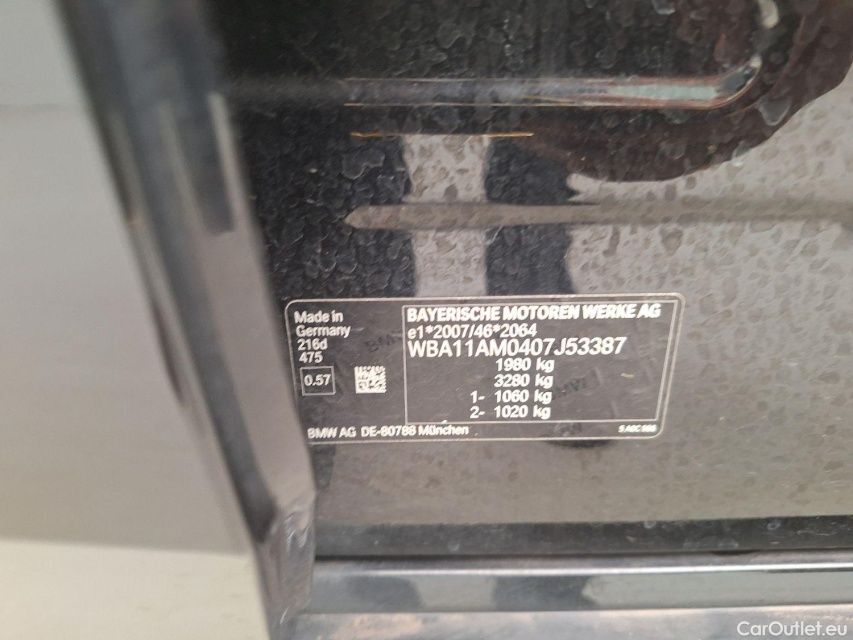 Made in
Germany
216d
475
0.57
BAYERISCHE MOTOREN WERKE AG
e1*2007/46*2064
WBA11AM0407J53387
1980 kg
3280 kg
1- 1060 kg
2- 1020 kg
BMW AG DE-80788 München
CarOutlet.eu